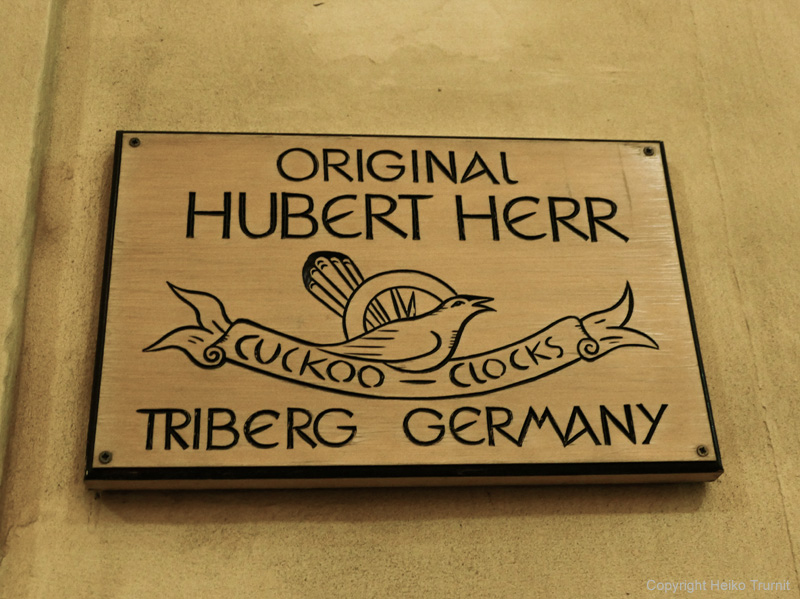 ORIGINAL
HUBERT HERR
CUCKOO – CLOCKS
TRIBERG GERMANY
Copyright Heiko Trurnit